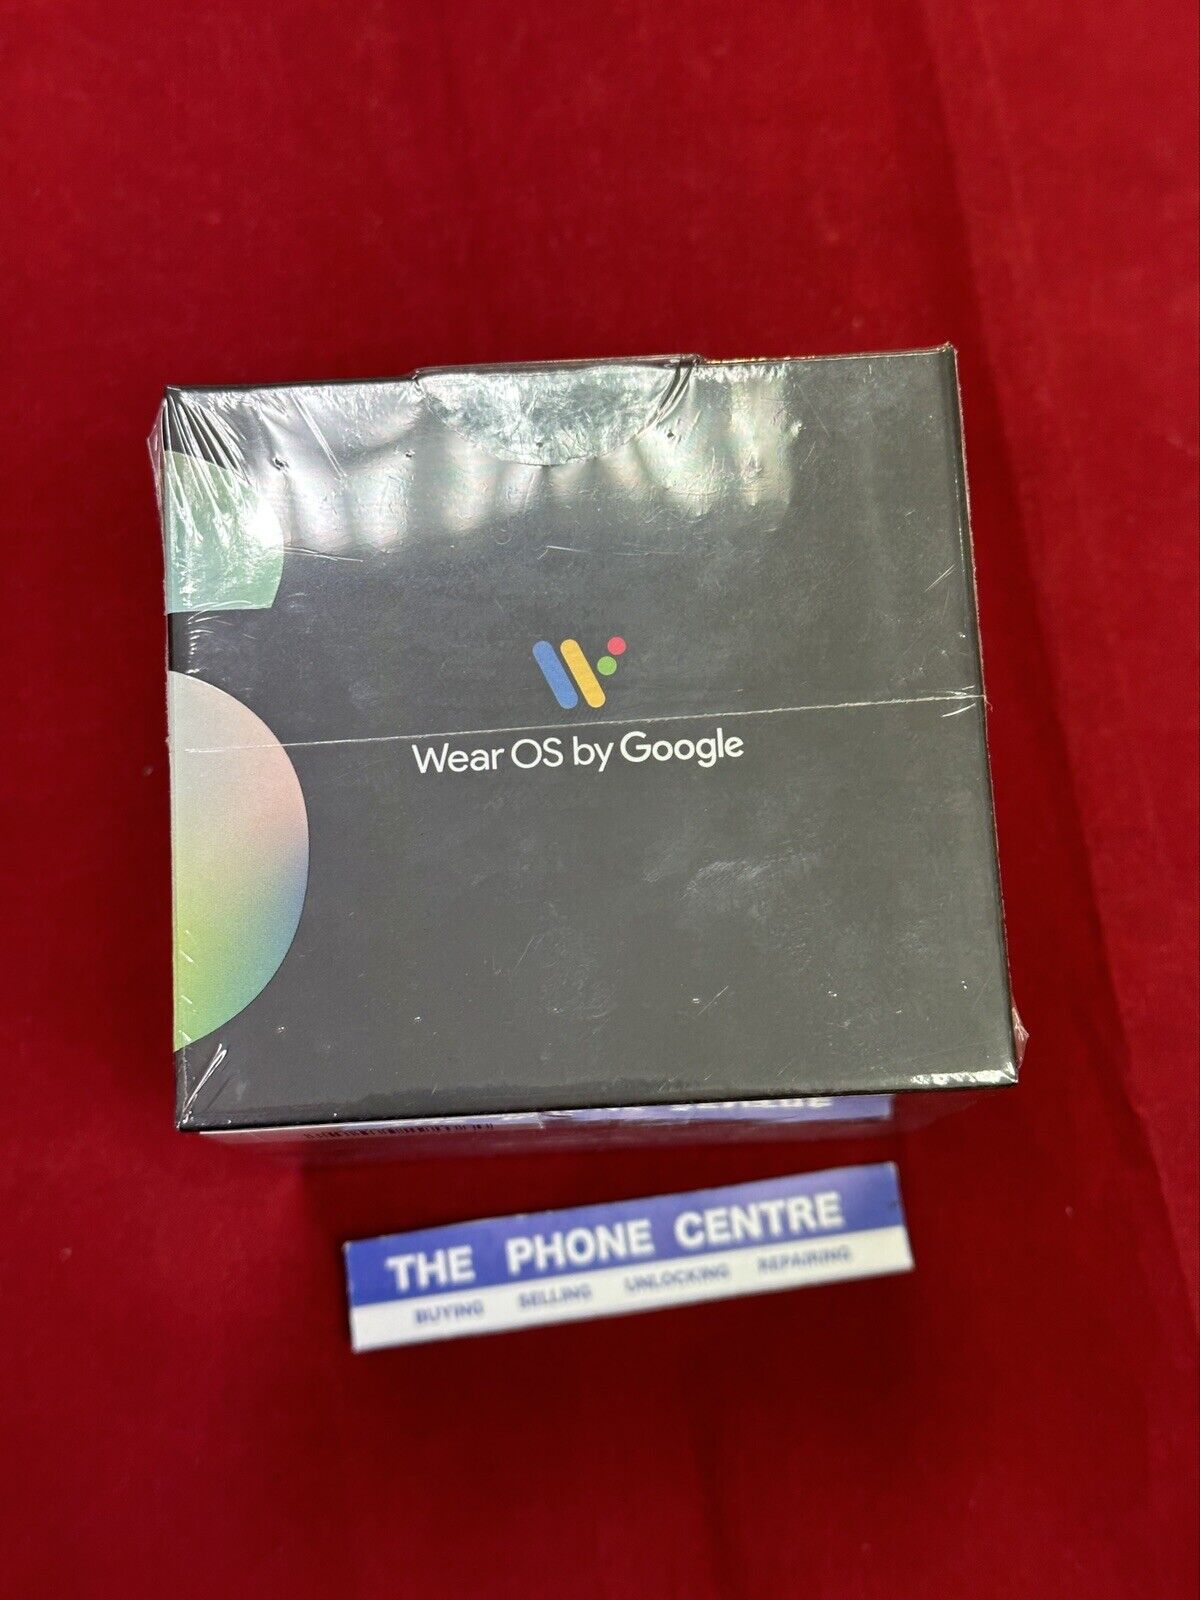 Wear OS by Google
THE PHONE CENTRE
BUYING SELLING UNLOCKING REPAIRING